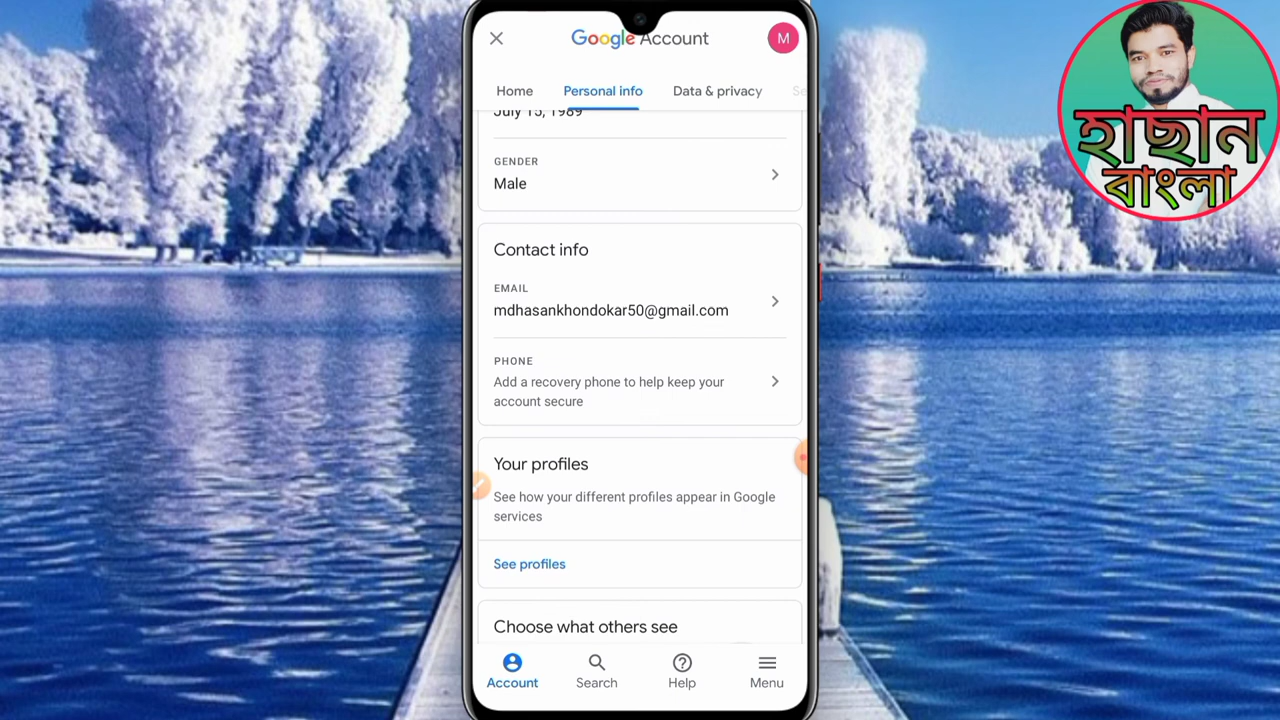 Google Account
M
Home
Personal info
Data & privacy
July 15, 1989
GENDER
Male
Contact info
EMAIL
mdhasankhondokar50@gmail.com
PHONE
Add a recovery phone to help keep your
account secure
Your profiles
See how your different profiles appear in Google
services
See profiles
Choose what others see
Account
Search
Help
Menu
হাছান
বাংলা